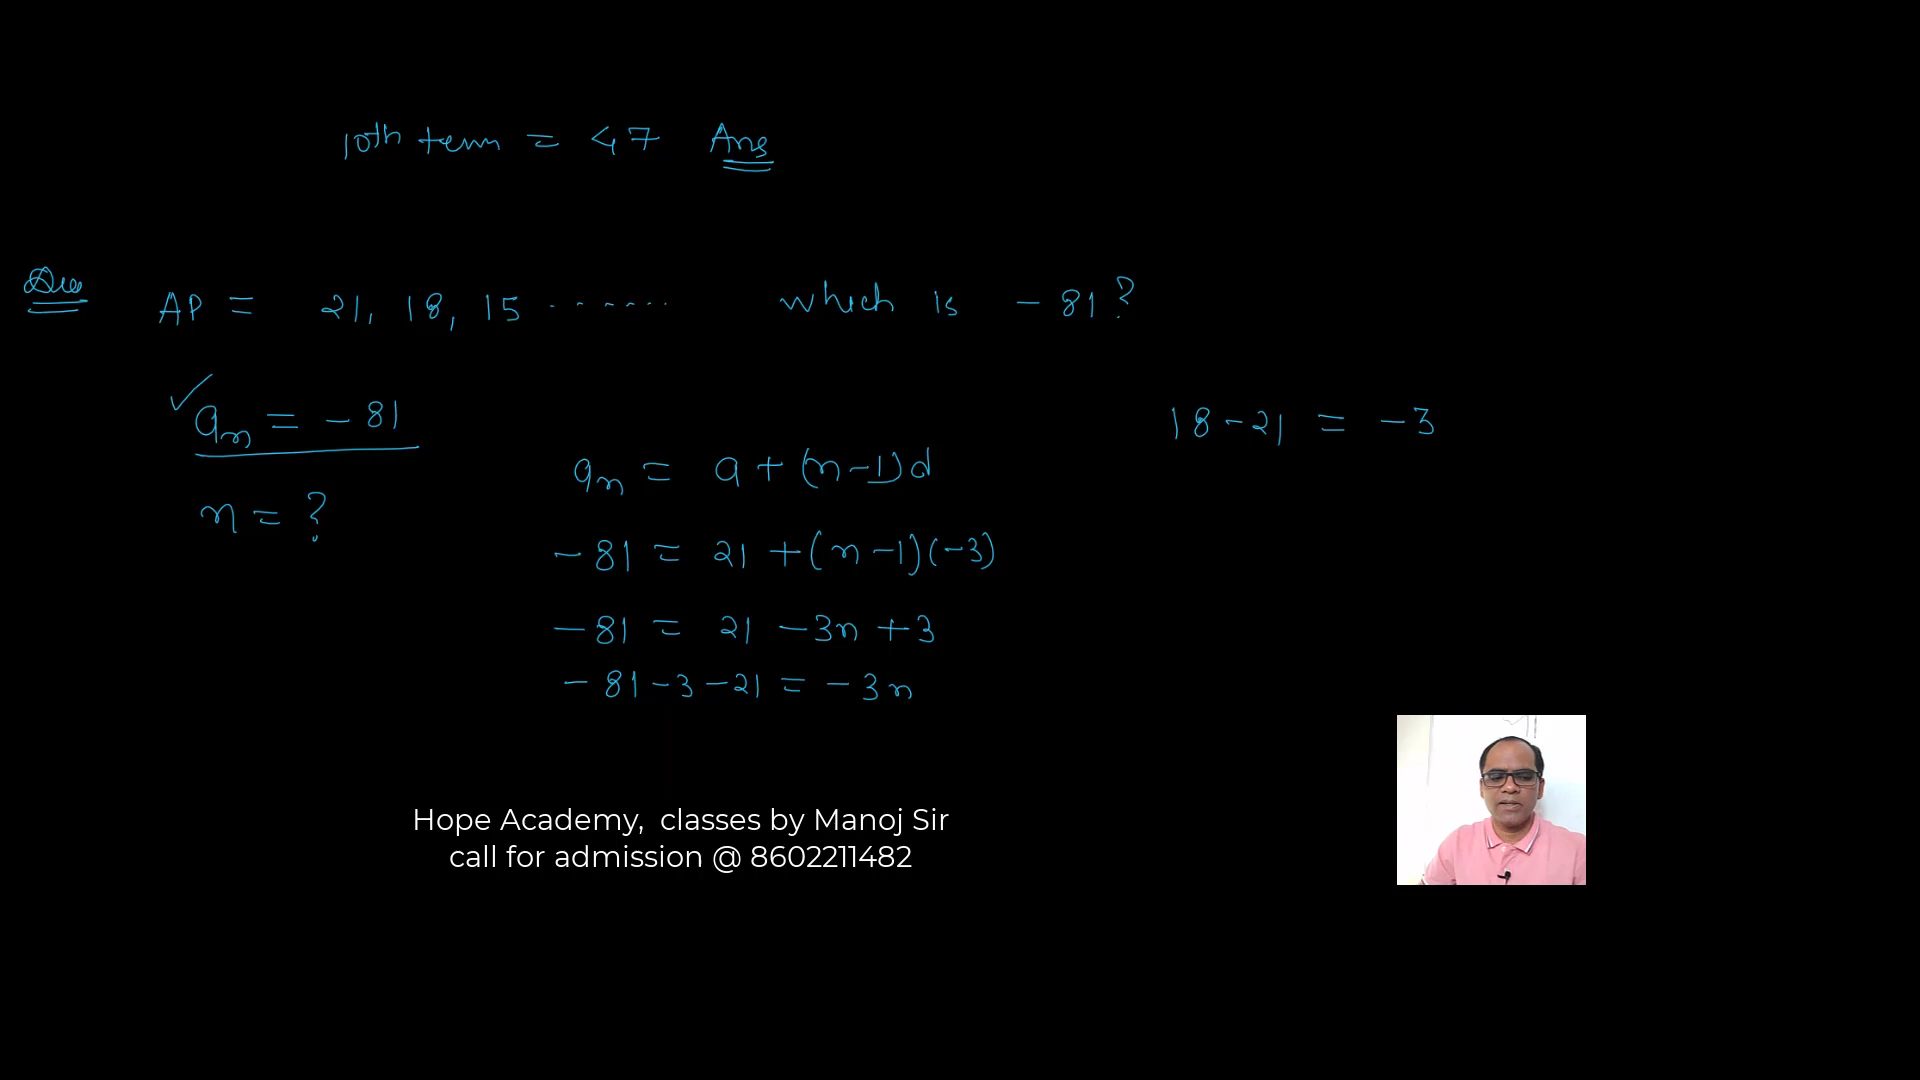 10th term = 47 Ans
Que
AP = 21, 18, 15 ....... which is - 81?
an = - 81
18 - 21 = - 3
an = a + (n-1)d
n = ?
- 81 = 21 + (n - 1) (-3)
- 81 = 21 - 3n + 3
- 81 - 3 - 21 = - 3n
Hope Academy, classes by Manoj Sir
call for admission @ 8602211482